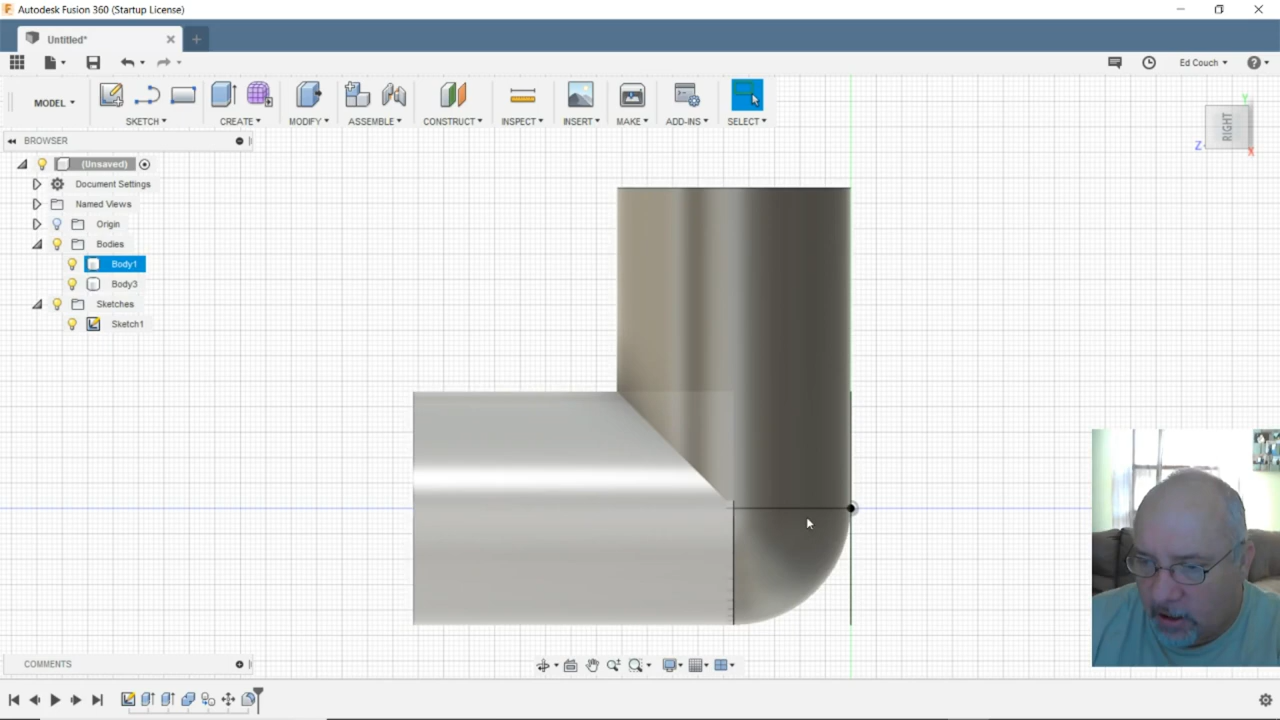 Autodesk Fusion 360 (Startup License)
Untitled*
Ed Couch
MODEL
SKETCH
CREATE
MODIFY
ASSEMBLE
CONSTRUCT
INSPECT
INSERT
MAKE
ADD-INS
SELECT
BROWSER
(Unsaved)
Document Settings
Named Views
Origin
Bodies
Body1
Body3
Sketches
Sketch1
Y
RIGHT
Z
X
COMMENTS